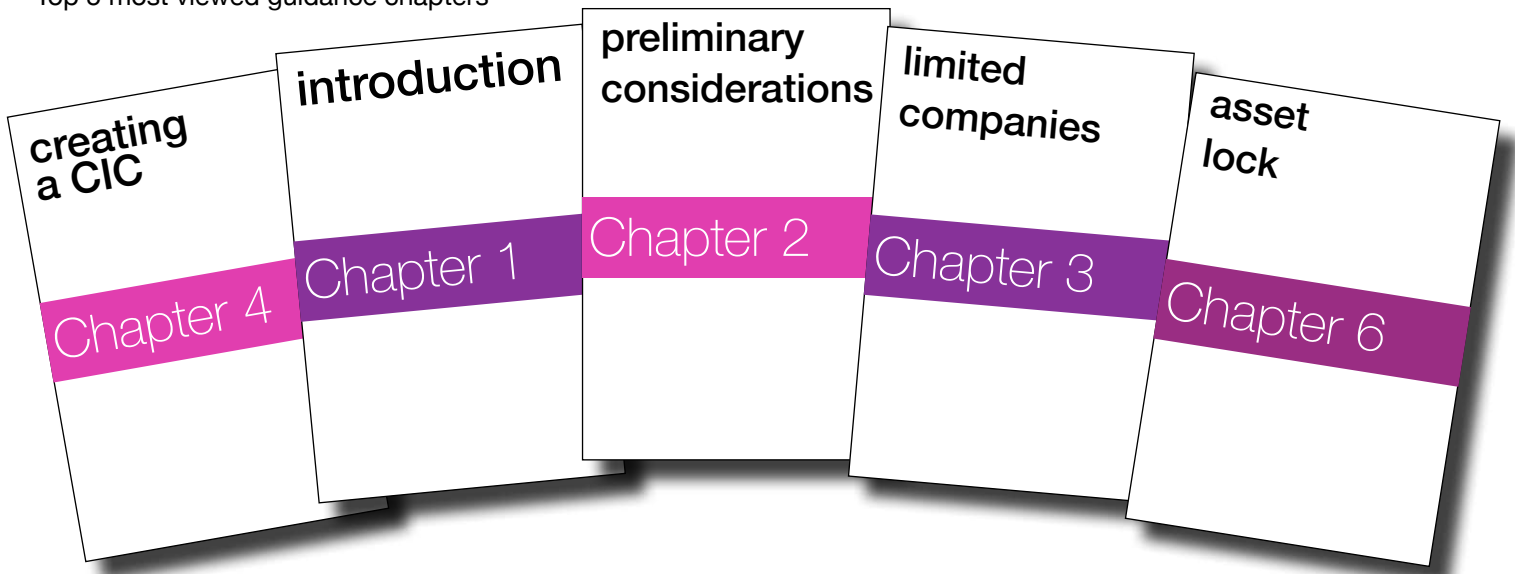 Top 5 most viewed guidance chapters
creating
a CIC
Chapter 4
introduction
Chapter 1
preliminary
considerations
Chapter 2
limited
companies
Chapter 3
asset
lock
Chapter 6